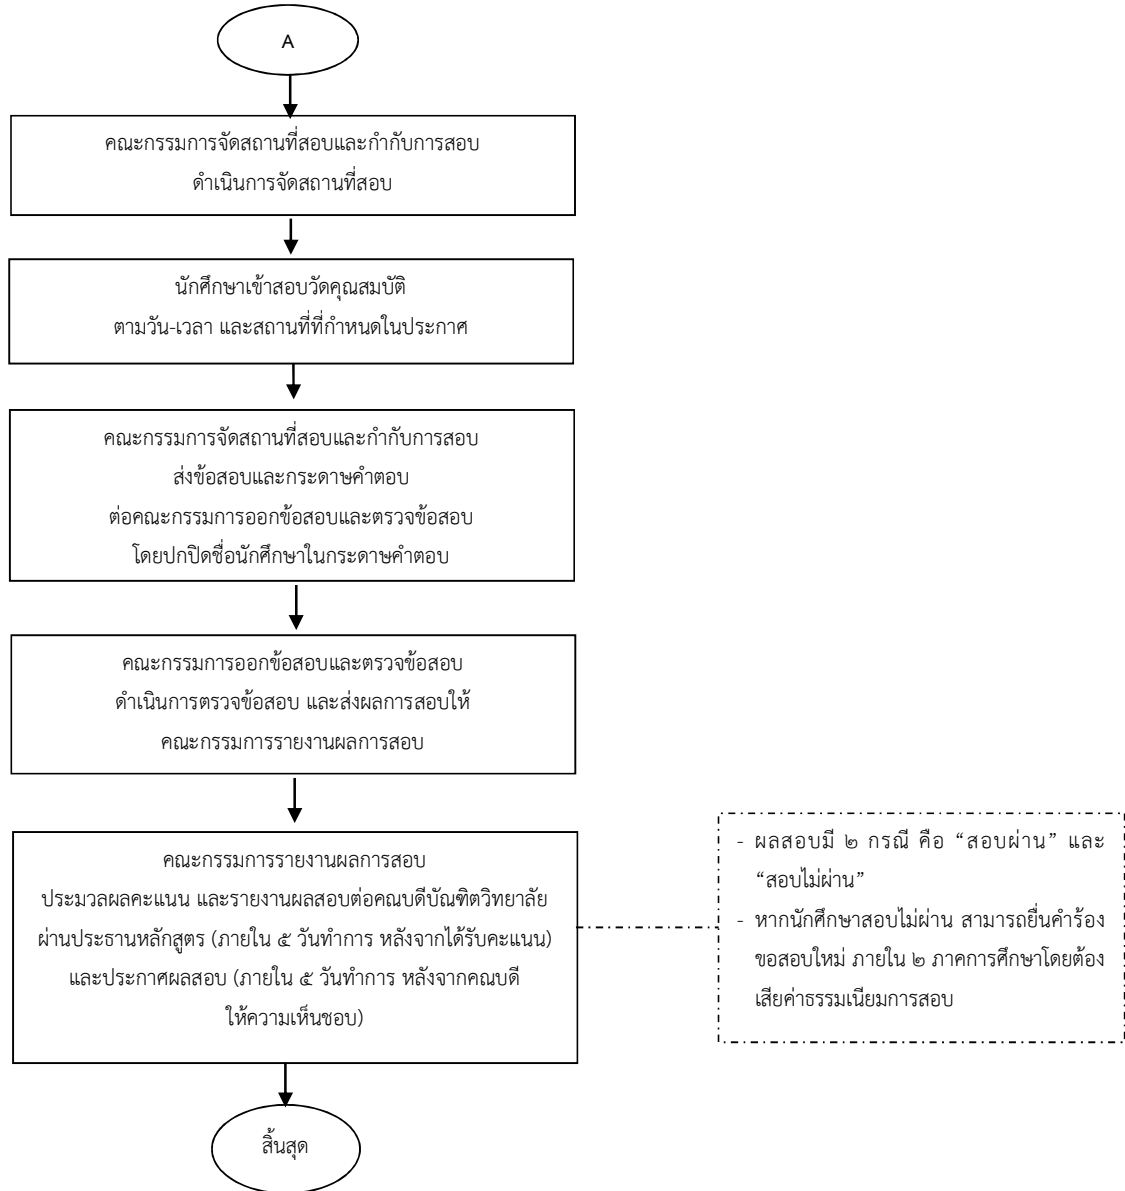 A
คณะกรรมการจัดสถานที่สอบและกำกับการสอบ
ดำเนินการจัดสถานที่สอบ
นักศึกษาเข้าสอบวัดคุณสมบัติ
ตามวัน-เวลา และสถานที่ที่กำหนดในประกาศ
คณะกรรมการจัดสถานที่สอบและกำกับการสอบ
ส่งข้อสอบและกระดาษคำตอบ
ต่อคณะกรรมการออกข้อสอบและตรวจข้อสอบ
โดยปกปิดชื่อนักศึกษาในกระดาษคำตอบ
คณะกรรมการออกข้อสอบและตรวจข้อสอบ
ดำเนินการตรวจข้อสอบ และส่งผลการสอบให้
คณะกรรมการรายงานผลการสอบ
คณะกรรมการรายงานผลการสอบ
ประมวลผลคะแนน และรายงานผลสอบต่อคณบดีบัณฑิตวิทยาลัย
ผ่านประธานหลักสูตร (ภายใน ๕ วันทำการ หลังจากได้รับคะแนน)
และประกาศผลสอบ (ภายใน ๕ วันทำการ หลังจากคณบดี
ให้ความเห็นชอบ)
- ผลสอบมี ๒ กรณี คือ “สอบผ่าน” และ
“สอบไม่ผ่าน”
- หากนักศึกษาสอบไม่ผ่าน สามารถยื่นคำร้อง
ขอสอบใหม่ ภายใน ๒ ภาคการศึกษาโดยต้อง
เสียค่าธรรมเนียมการสอบ
สิ้นสุด